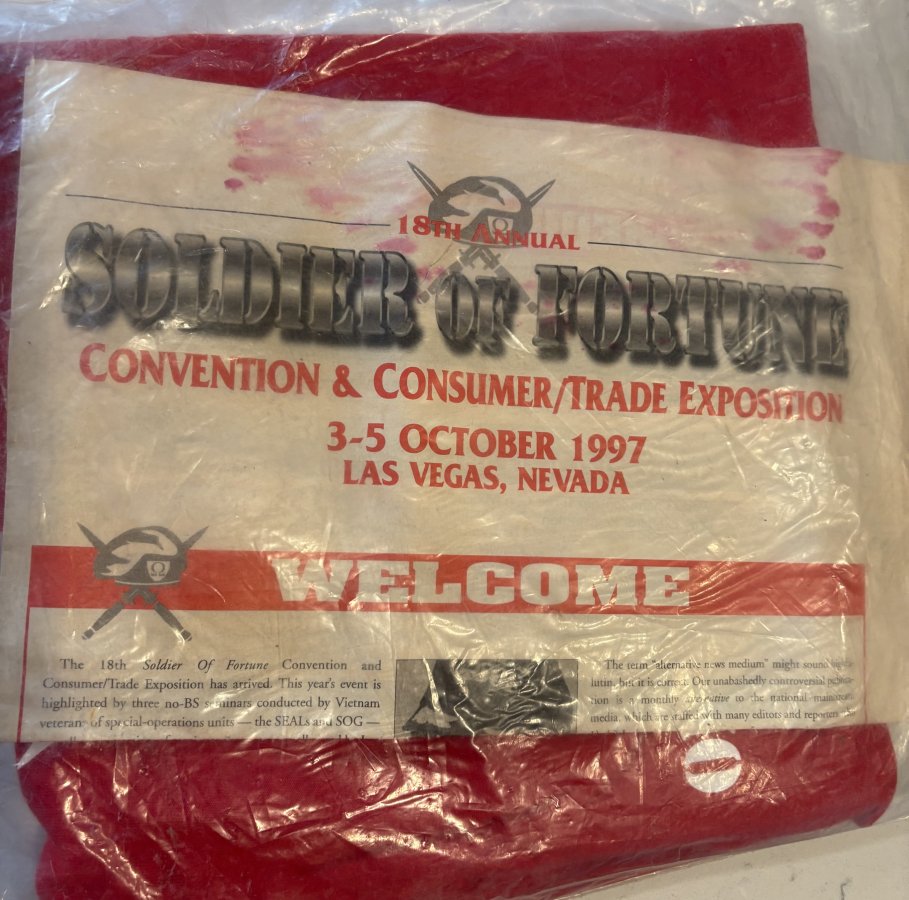 18TH ANNUAL
SOLDIER OF FORTUNE
CONVENTION & CONSUMER/TRADE EXPOSITION
3-5 OCTOBER 1997
LAS VEGAS, NEVADA
WELCOME
The 18th Soldier Of Fortune Convention and
Consumer/Trade Exposition has arrived. This year's event is
highlighted by three no-BS seminars conducted by Vietnam
veterans of special-operations units — the SEALs and SOG —
The term "alternative news medium" might sound
lutin, but it is correct. Our unabashedly controversial
is a monthly to the national mainstream
media, which are staffed with many editors and reporters